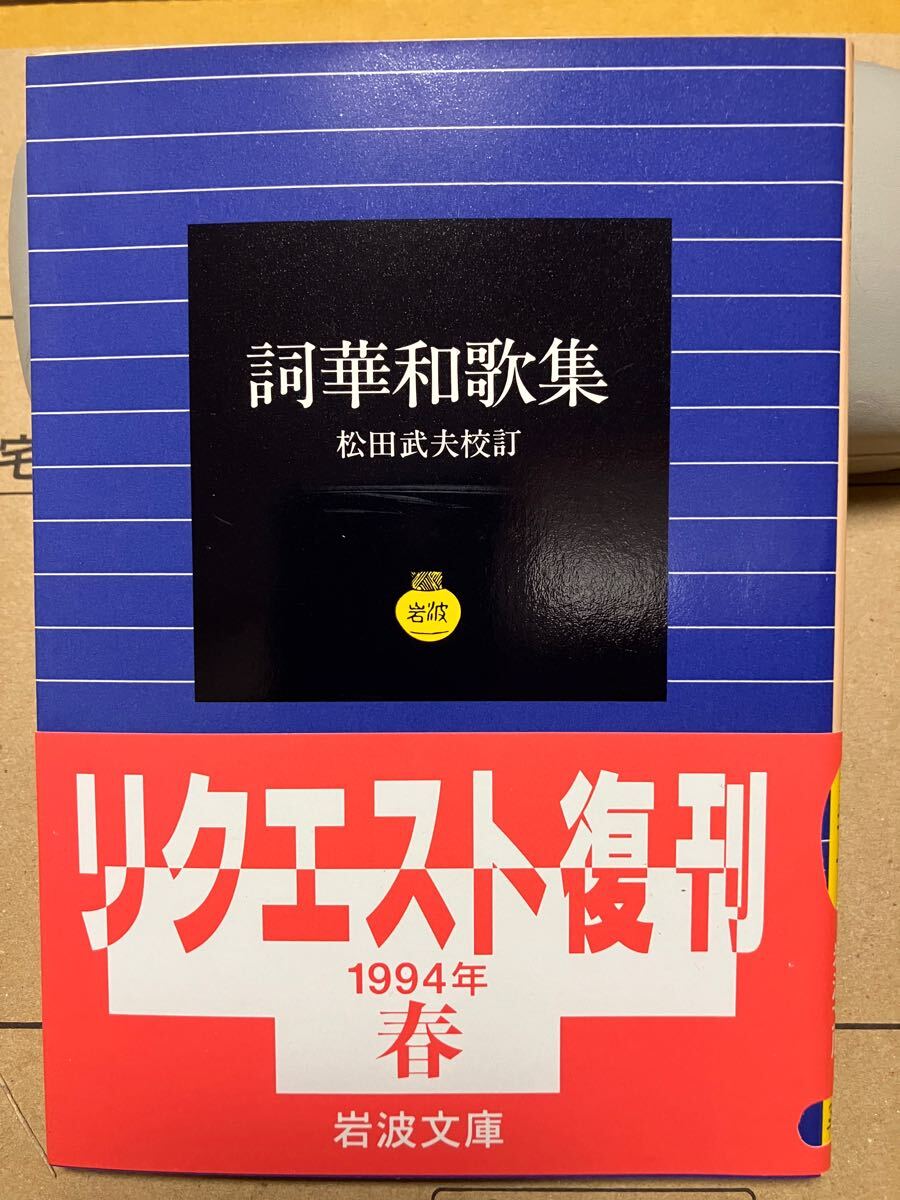 詞華和歌集
松田武夫校訂
岩波
リクエスト復刊
1994年
春
岩波文庫
宅